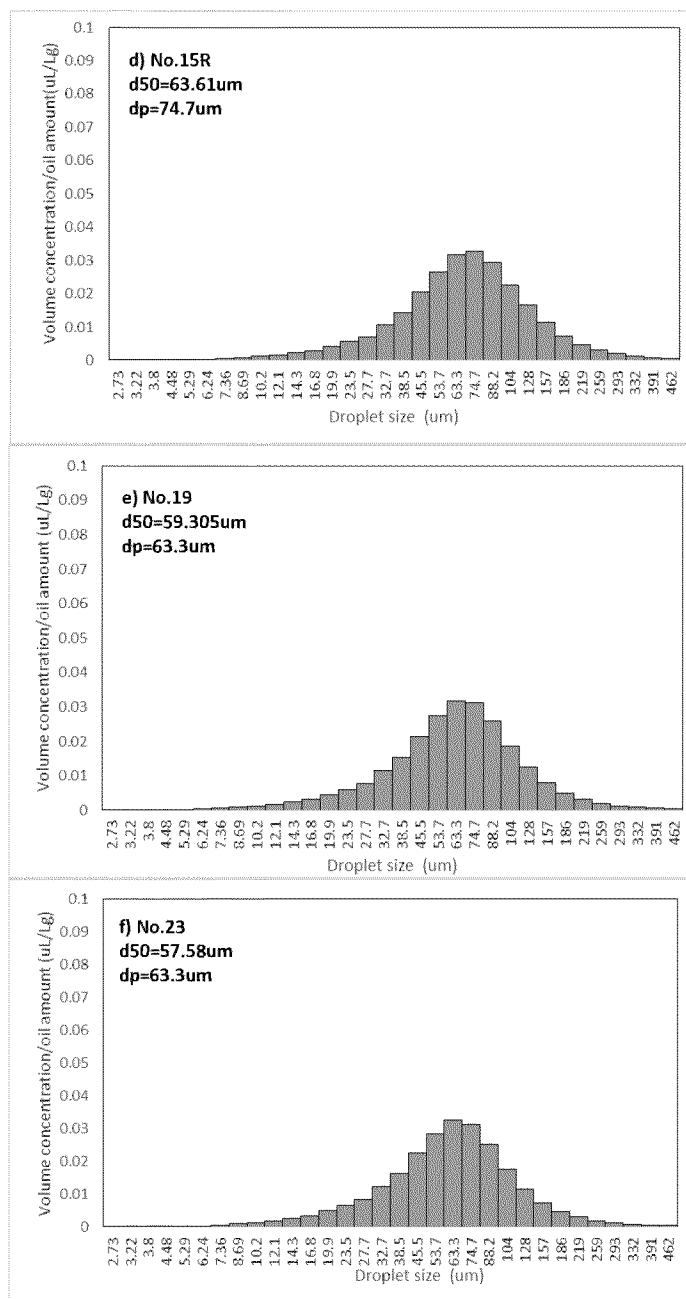 Volume concentration/oil amount(uL/Lg)
0.1
0.09
0.08
0.07
0.06
0.05
0.04
0.03
0.02
0.01
0
d) No.15R
d50=63.61um
dp=74.7um
2.73 3.22 3.8 4.48 5.29 6.24 7.36 8.69 10.2 12.1 14.3 16.8 19.9 23.5 27.7 32.7 38.5 45.5 53.7 63.3 74.7 88.2 104 128 157 186 219 259 293 332 391 462
Droplet size (um)
Volume concentration/oil amount (uL/Lg)
0.1
0.09
0.08
0.07
0.06
0.05
0.04
0.03
0.02
0.01
0
e) No.19
d50=59.305um
dp=63.3um
2.73 3.22 3.8 4.48 5.29 6.24 7.36 8.69 10.2 12.1 14.3 16.8 19.9 23.5 27.7 32.7 38.5 45.5 53.7 63.3 74.7 88.2 104 128 157 186 219 259 293 332 391 462
Droplet size (um)
Volume concentration/oil amount (uL/Lg)
0.1
0.09
0.08
0.07
0.06
0.05
0.04
0.03
0.02
0.01
0
f) No.23
d50=57.58um
dp=63.3um
2.73 3.22 3.8 4.48 5.29 6.24 7.36 8.69 10.2 12.1 14.3 16.8 19.9 23.5 27.7 32.7 38.5 45.5 53.7 63.3 74.7 88.2 104 128 157 186 219 259 293 332 391 462
Droplet size (um)